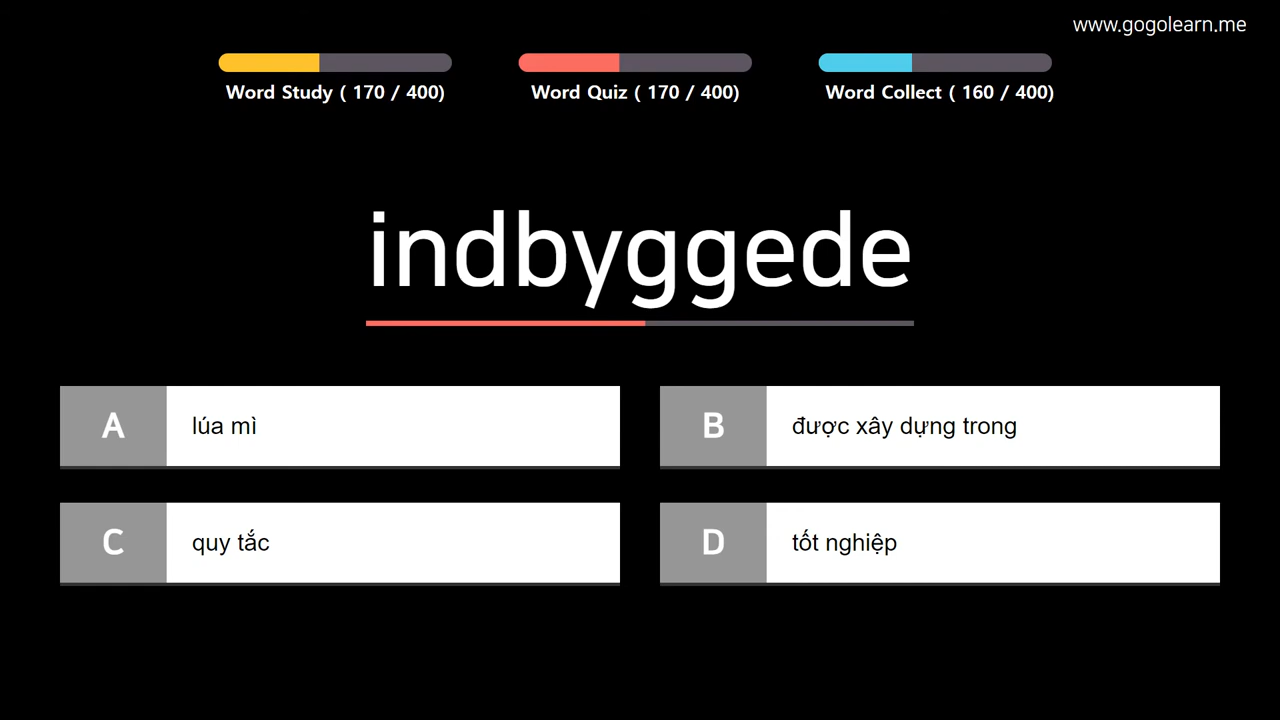 www.gogolearn.me
Word Study ( 170 / 400)
Word Quiz ( 170 / 400)
Word Collect ( 160 / 400)
indbyggede
A lúa mì
B được xây dựng trong
C quy tắc
D tốt nghiệp